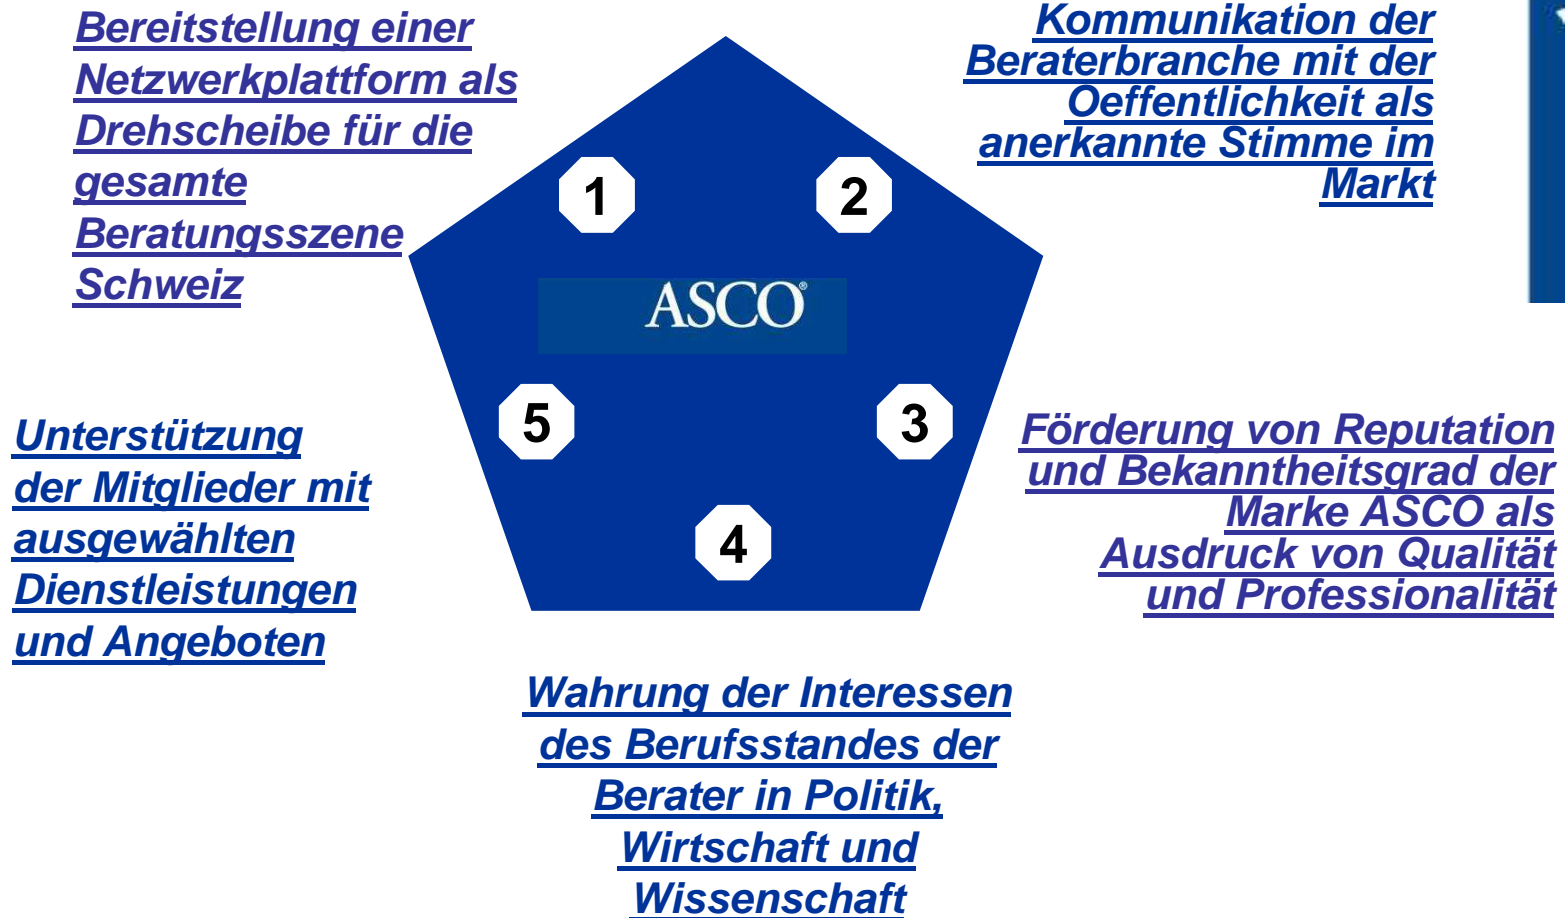 Bereitstellung einer
Netzwerkplattform als
Drehscheibe für die
gesamte
Beratungsszene
Schweiz
Kommunikation der
Beraterbranche mit der
Oeffentlichkeit als
anerkannte Stimme im
Markt
1
2
ASCO®
5
3
4
Förderung von Reputation
und Bekanntheitsgrad der
Marke ASCO als
Ausdruck von Qualität
und Professionalität
Wahrung der Interessen
des Berufsstandes der
Berater in Politik,
Wirtschaft und
Wissenschaft
Unterstützung
der Mitglieder mit
ausgewählten
Dienstleistungen
und Angeboten